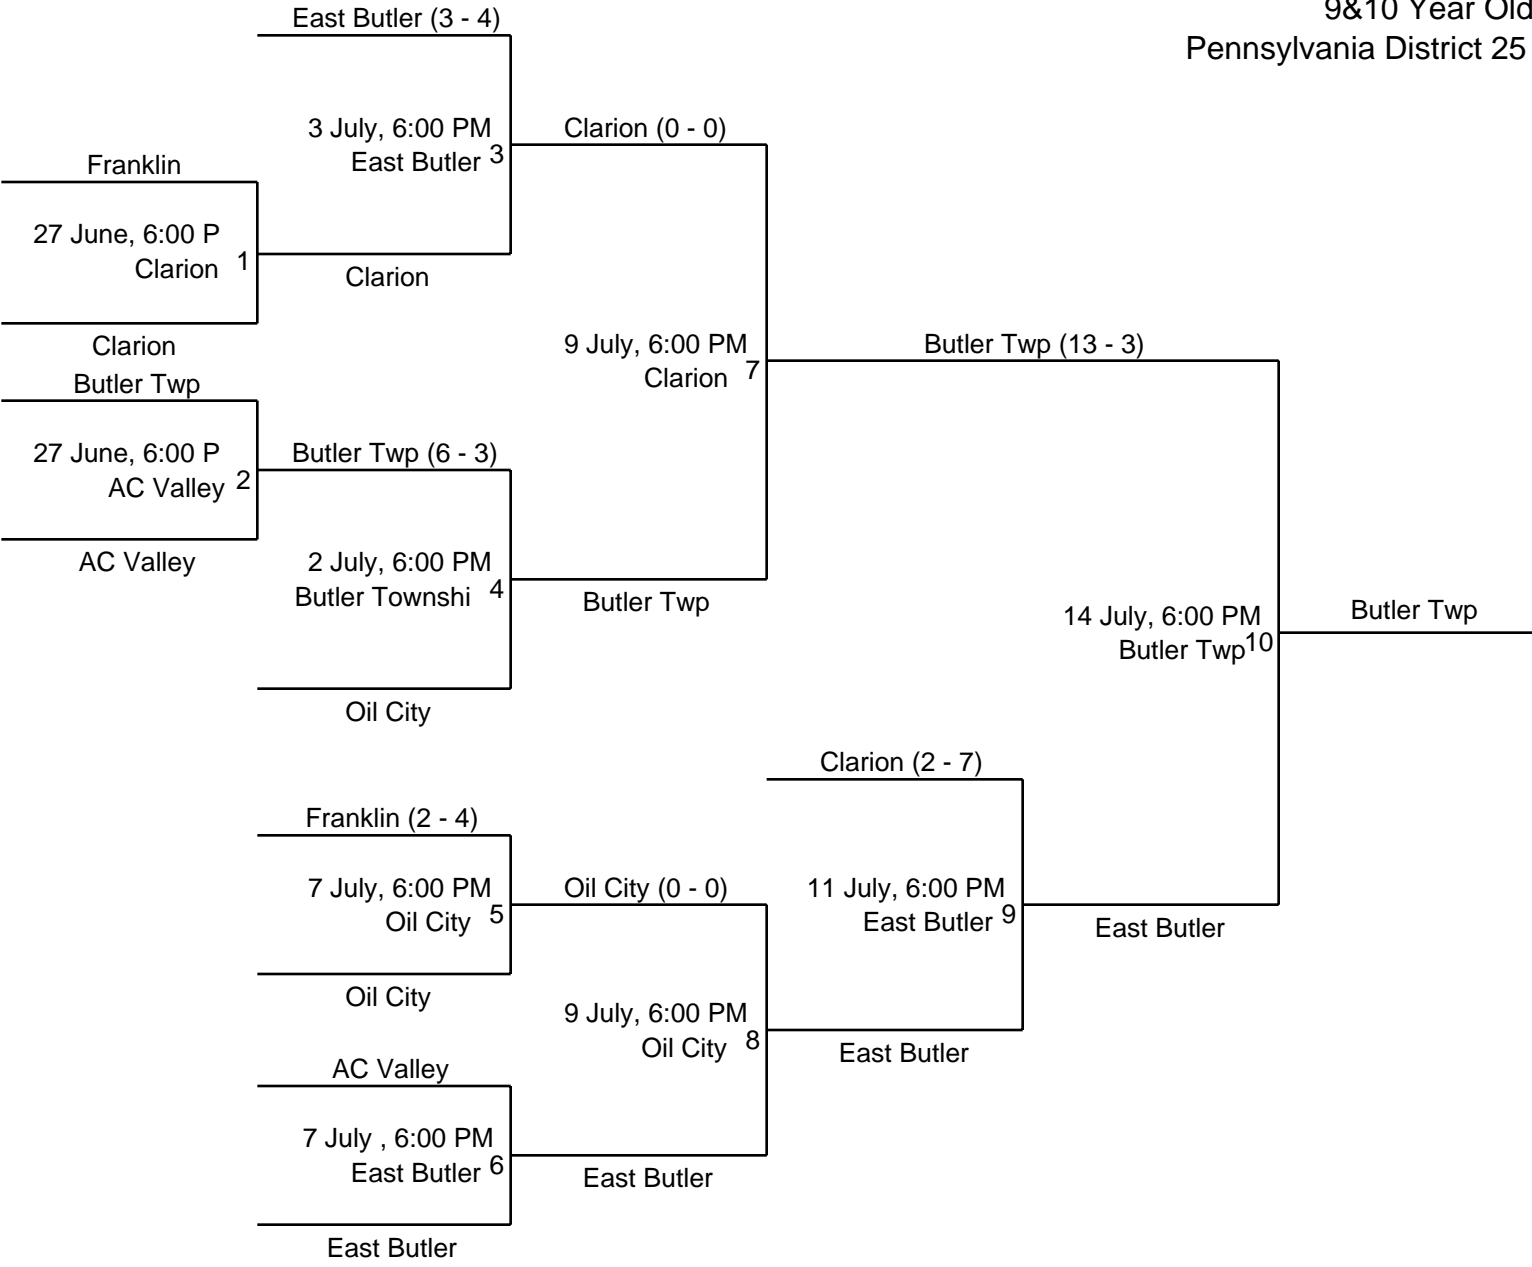 9&10 Year Old
Pennsylvania District 25
East Butler (3 - 4)
3 July, 6:00 PM
East Butler 3
Clarion (0 - 0)
Franklin
27 June, 6:00 P
Clarion 1
Clarion
Clarion
Butler Twp
9 July, 6:00 PM
Clarion 7
Butler Twp (13 - 3)
27 June, 6:00 P
AC Valley 2
Butler Twp (6 - 3)
AC Valley
2 July, 6:00 PM
Butler Townshi 4
Butler Twp
14 July, 6:00 PM
Butler Twp 10
Butler Twp
Oil City
Clarion (2 - 7)
Franklin (2 - 4)
7 July, 6:00 PM
Oil City 5
Oil City (0 - 0)
11 July, 6:00 PM
East Butler 9
East Butler
Oil City
9 July, 6:00 PM
Oil City 8
East Butler
AC Valley
7 July , 6:00 PM
East Butler 6
East Butler
East Butler